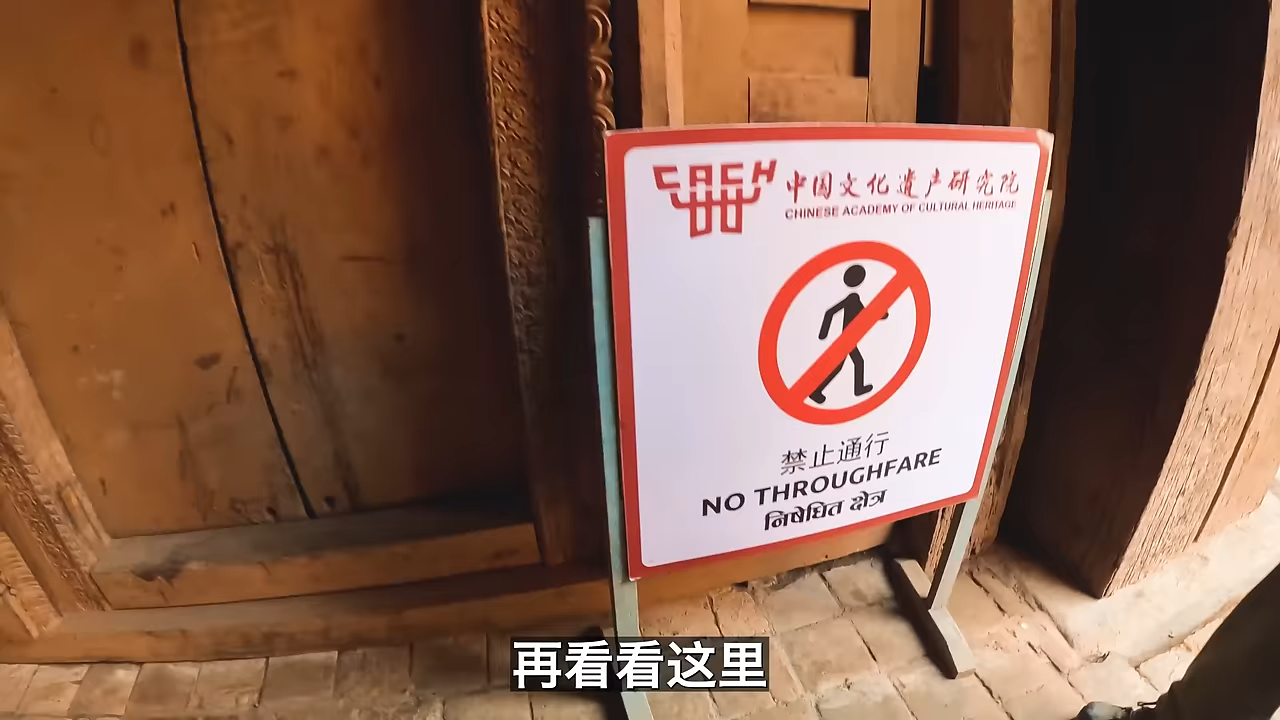 CACH
中国文化遗产研究院
CHINESE ACADEMY OF CULTURAL HERITAGE
禁止通行
NO THROUGHFARE
निषेधित क्षेत्र
再看看这里